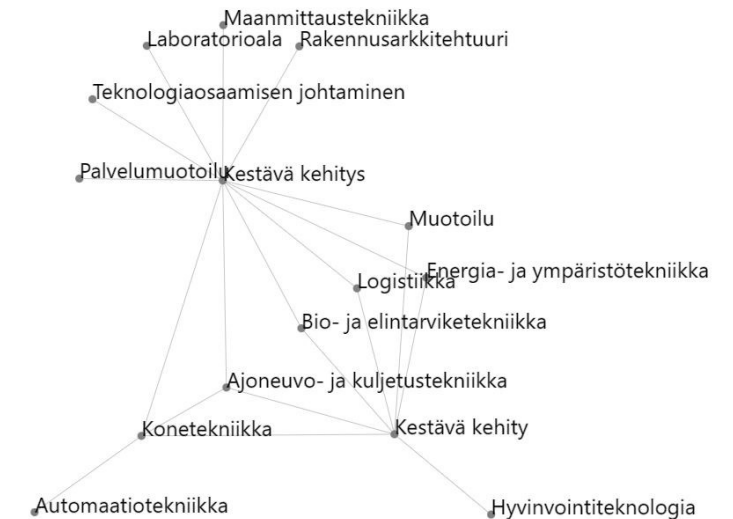 Maanmittaustekniikka
Laboratorioala
Rakennusarkkitehtuuri
Teknologiaosaamisen johtaminen
Palvelumuotoilu
Kestävä kehitys
Muotoilu
Energia- ja ympäristötekniikka
Logistiikka
Bio- ja elintarviketekniikka
Ajoneuvo- ja kuljetustekniikka
Konetekniikka
Kestävä kehity
Automaatiotekniikka
Hyvinvointiteknologia